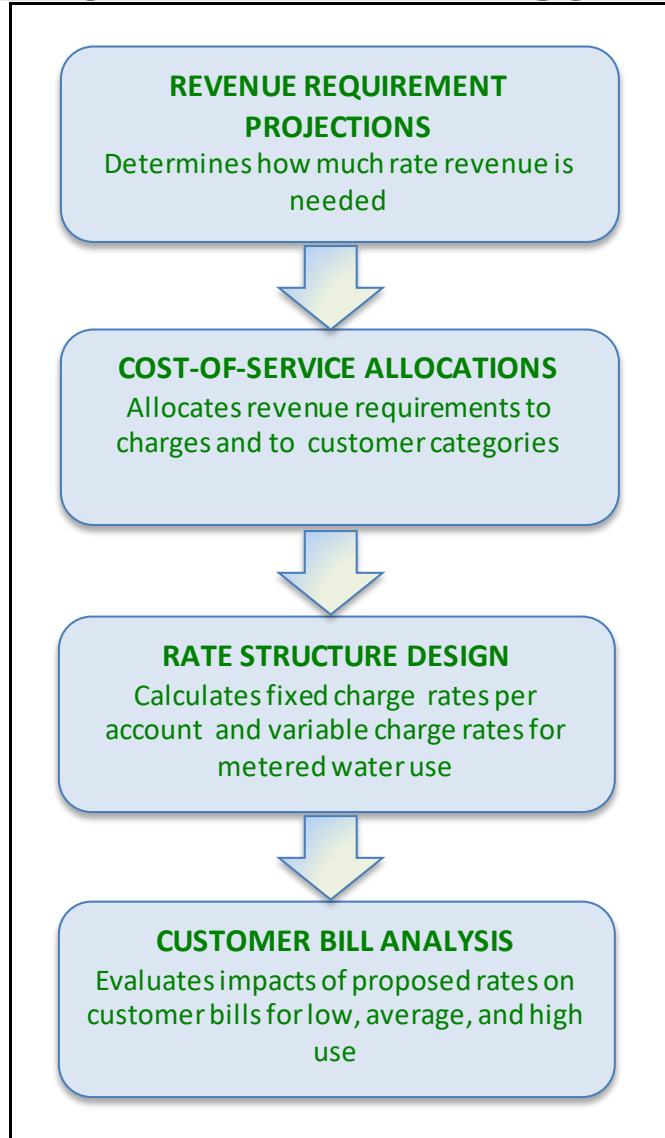 REVENUE REQUIREMENT
PROJECTIONS
Determines how much rate revenue is
needed
COST-OF-SERVICE ALLOCATIONS
Allocates revenue requirements to
charges and to customer categories
RATE STRUCTURE DESIGN
Calculates fixed charge rates per
account and variable charge rates for
metered water use
CUSTOMER BILL ANALYSIS
Evaluates impacts of proposed rates on
customer bills for low, average, and high
use